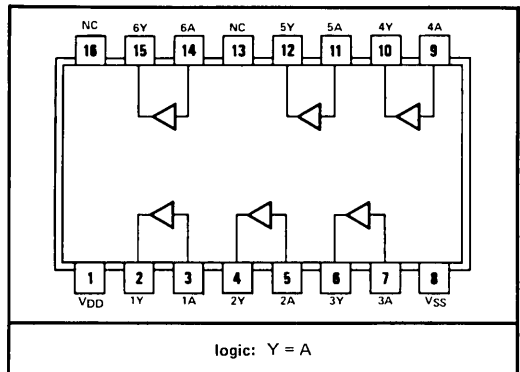 NC 6Y 6A NC 5Y 5A 4Y 4A
16 15 14 13 12 11 10 9
1 2 3 4 5 6 7 8
VDD 1Y 1A 2Y 2A 3Y 3A VSS
logic: Y = A